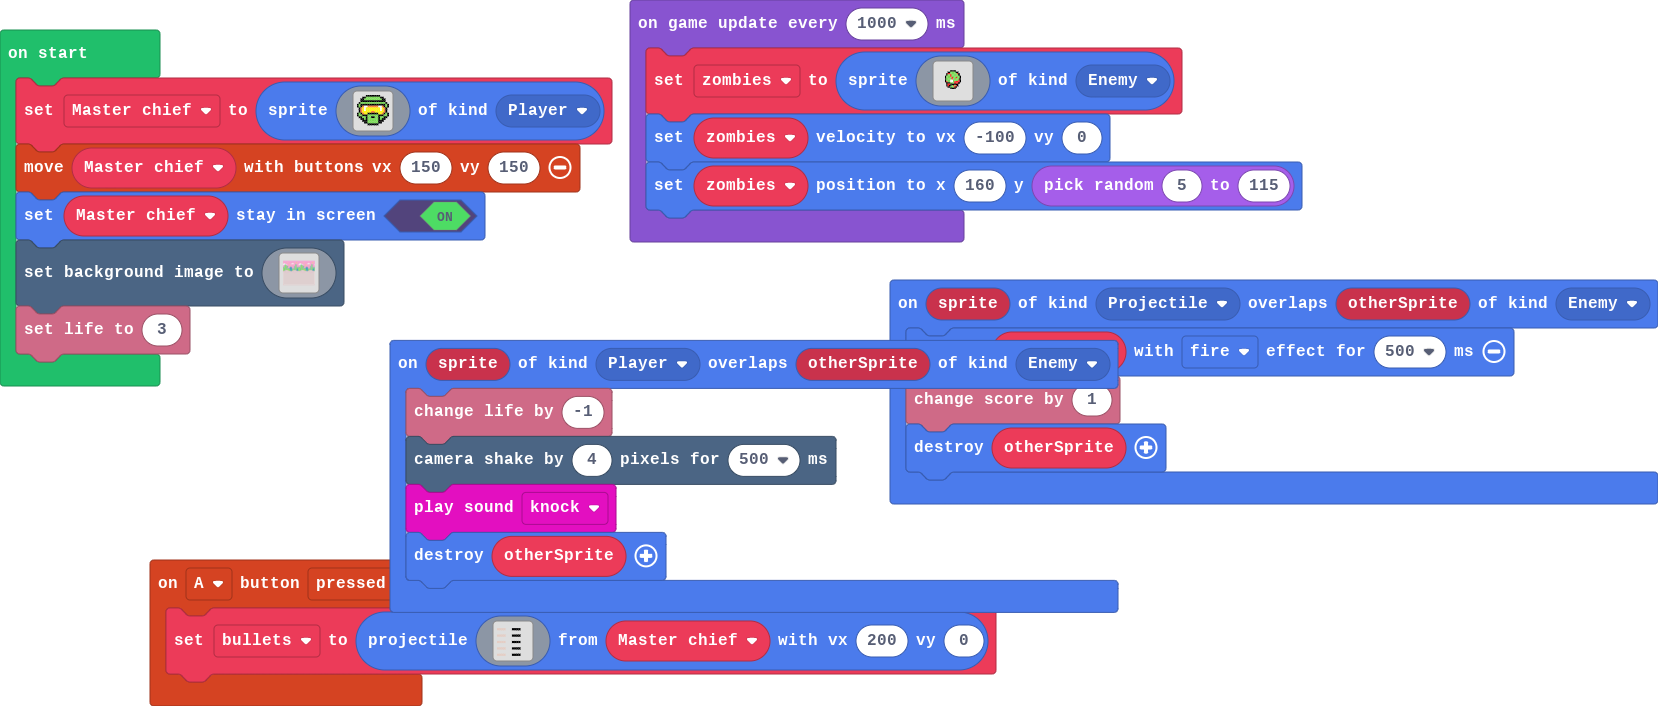 on start
set Master chief to sprite of kind Player
move Master chief with buttons vx 150 vy 150
set Master chief stay in screen ON
set background image to
set life to 3
on game update every 1000 ms
set zombies to sprite of kind Enemy
set zombies velocity to vx -100 vy 0
set zombies position to x 160 y pick random 5 to 115
on sprite of kind Projectile overlaps otherSprite of kind Enemy
with fire effect for 500 ms
change score by 1
destroy otherSprite
on sprite of kind Player overlaps otherSprite of kind Enemy
change life by -1
camera shake by 4 pixels for 500 ms
play sound knock
destroy otherSprite
on A button pressed
set bullets to projectile from Master chief with vx 200 vy 0